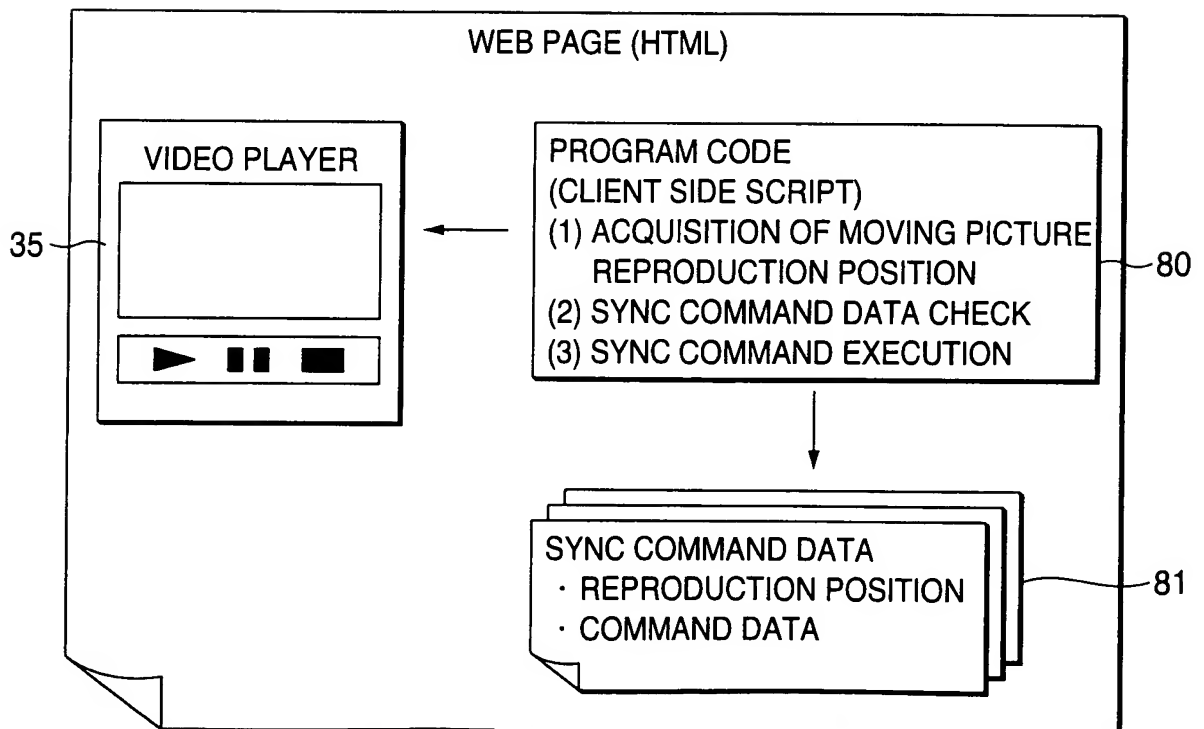 WEB PAGE (HTML)
VIDEO PLAYER
35
PROGRAM CODE
(CLIENT SIDE SCRIPT)
(1) ACQUISITION OF MOVING PICTURE
REPRODUCTION POSITION
(2) SYNC COMMAND DATA CHECK
(3) SYNC COMMAND EXECUTION
80
SYNC COMMAND DATA
· REPRODUCTION POSITION
· COMMAND DATA
81